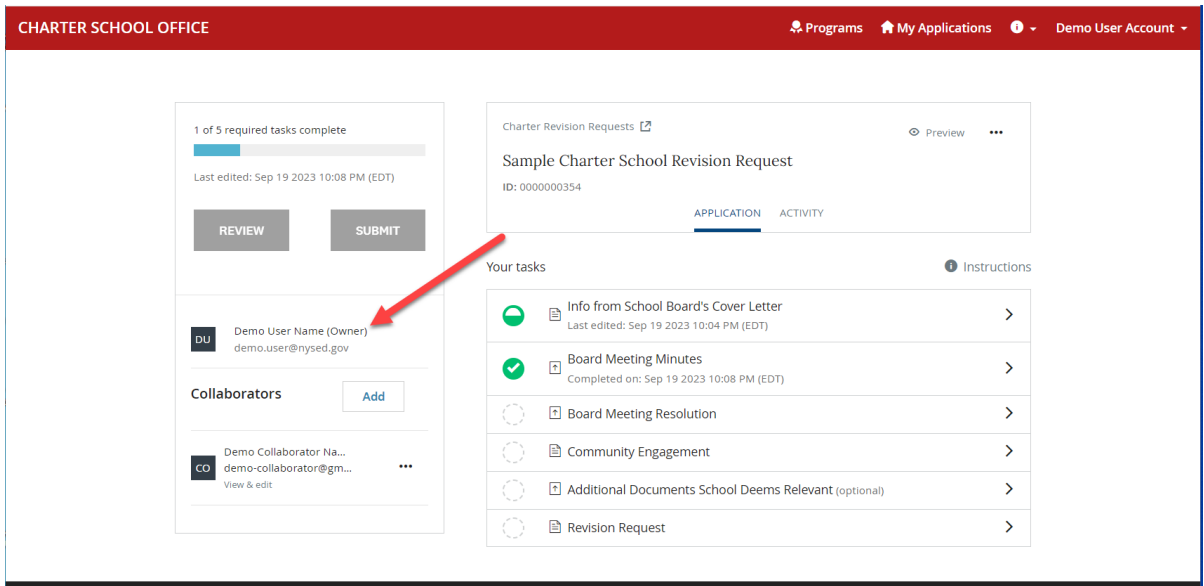 CHARTER SCHOOL OFFICE
Programs
My Applications
Demo User Account
1 of 5 required tasks complete
Last edited: Sep 19 2023 10:08 PM (EDT)
REVIEW
SUBMIT
DU
Demo User Name (Owner)
demo.user@nysed.gov
Collaborators
Add
CO
Demo Collaborator Na...
demo-collaborator@gm...
View & edit
Charter Revision Requests
Preview
Sample Charter School Revision Request
ID: 0000000354
APPLICATION
ACTIVITY
Your tasks
Instructions
Info from School Board's Cover Letter
Last edited: Sep 19 2023 10:04 PM (EDT)
Board Meeting Minutes
Completed on: Sep 19 2023 10:08 PM (EDT)
Board Meeting Resolution
Community Engagement
Additional Documents School Deems Relevant (optional)
Revision Request